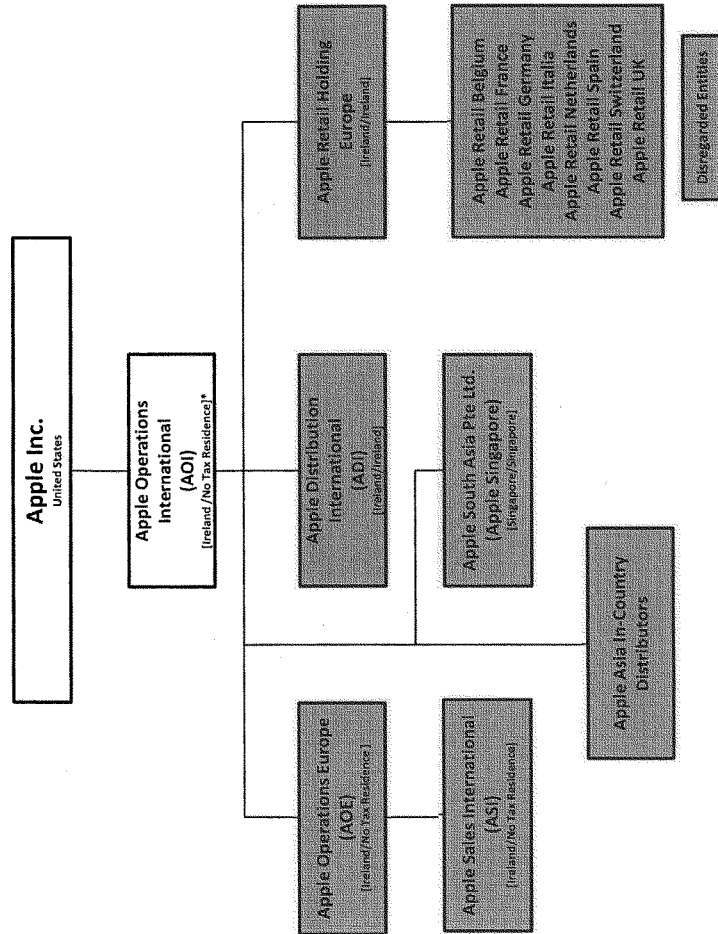 Apple Inc.
United States
Apple Operations
International
(AOI)
[Ireland/No Tax Residence]*
Apple Operations Europe
(AOE)
[Ireland/No Tax Residence ]
Apple Distribution
International
(ADI)
[Ireland/Ireland]
Apple Retail Holding
Europe
[Ireland/Ireland]
Apple Sales International
(ASI)
[Ireland/No Tax Residence]
Apple South Asia Pte Ltd.
(Apple Singapore)
[Singapore/Singapore]
Apple Retail Belgium
Apple Retail France
Apple Retail Germany
Apple Retail Italia
Apple Retail Netherlands
Apple Retail Spain
Apple Retail Switzerland
Apple Retail UK
Apple Asia In-Country
Distributors
Disregarded Entities